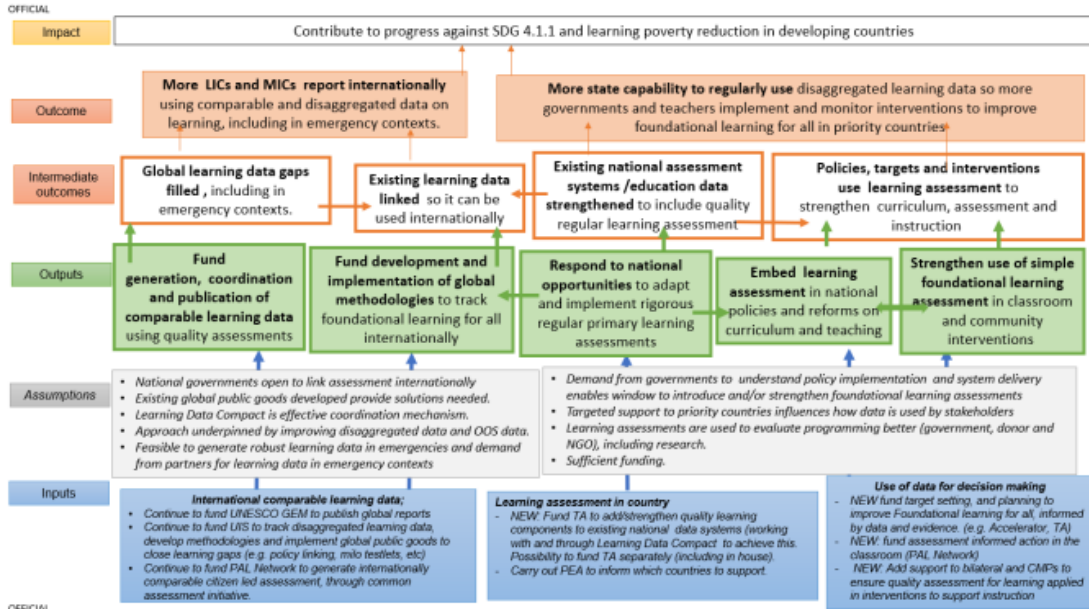 OFFICIAL
Impact
Contribute to progress against SDG 4.1.1 and learning poverty reduction in developing countries
Outcome
More LICs and MICs report internationally
using comparable and disaggregated data on
learning, including in emergency contexts.
More state capability to regularly use disaggregated learning data so more
governments and teachers implement and monitor interventions to improve
foundational learning for all in priority countries
Intermediate
outcomes
Global learning data gaps
filled , including in
emergency contexts.
Existing learning data
linked so it can be
used internationally
Existing national assessment
systems /education data
strengthened to include quality
regular learning assessment
Policies, targets and interventions
use learning assessment to
strengthen curriculum, assessment and
instruction
Outputs
Fund
generation, coordination
and publication of
comparable learning data
using quality assessments
Fund development and
implementation of global
methodologies to track
foundational learning for all
internationally
Respond to national
opportunities to adapt
and implement rigorous
regular primary learning
assessments
Embed learning
assessment in national
policies and reforms on
curriculum and teaching
Strengthen use of simple
foundational learning
assessment in classroom
and community
interventions
Assumptions
• National governments open to link assessment internationally
• Existing global public goods developed provide solutions needed.
• Learning Data Compact is effective coordination mechanism.
• Approach underpinned by improving disaggregated data and OOS data.
• Feasible to generate robust learning data in emergencies and demand
from partners for learning data in emergency contexts
• Demand from governments to understand policy implementation and system delivery
enables window to introduce and/or strengthen foundational learning assessments
• Targeted support to priority countries influences how data is used by stakeholders
• Learning assessments are used to evaluate programming better (government, donor and
NGO), including research.
• Sufficient funding.
Inputs
International comparable learning data;
• Continue to fund UNESCO GEM to publish global reports
• Continue to fund UIS to track disaggregated learning data,
develop methodologies and implement global public goods to
close learning gaps (e.g. policy linking, milo testlets, etc)
• Continue to fund PAL Network to generate internationally
comparable citizen led assessment, through common
assessment initiative.
Learning assessment in country
- NEW: Fund TA to add/strengthen quality learning
components to existing national data systems (working
with and through Learning Data Compact to achieve this.
Possibility to fund TA separately (including in house).
- Carry out PEA to inform which countries to support.
Use of data for decision making
- NEW fund target setting, and planning to
improve Foundational learning for all, informed
by data and evidence. (e.g. Accelerator, TA)
- NEW: fund assessment informed action in the
classroom (PAL Network)
- NEW: Add support to bilateral and CMPs to
ensure quality assessment for learning applied
in interventions to support instruction
OFFICIAL